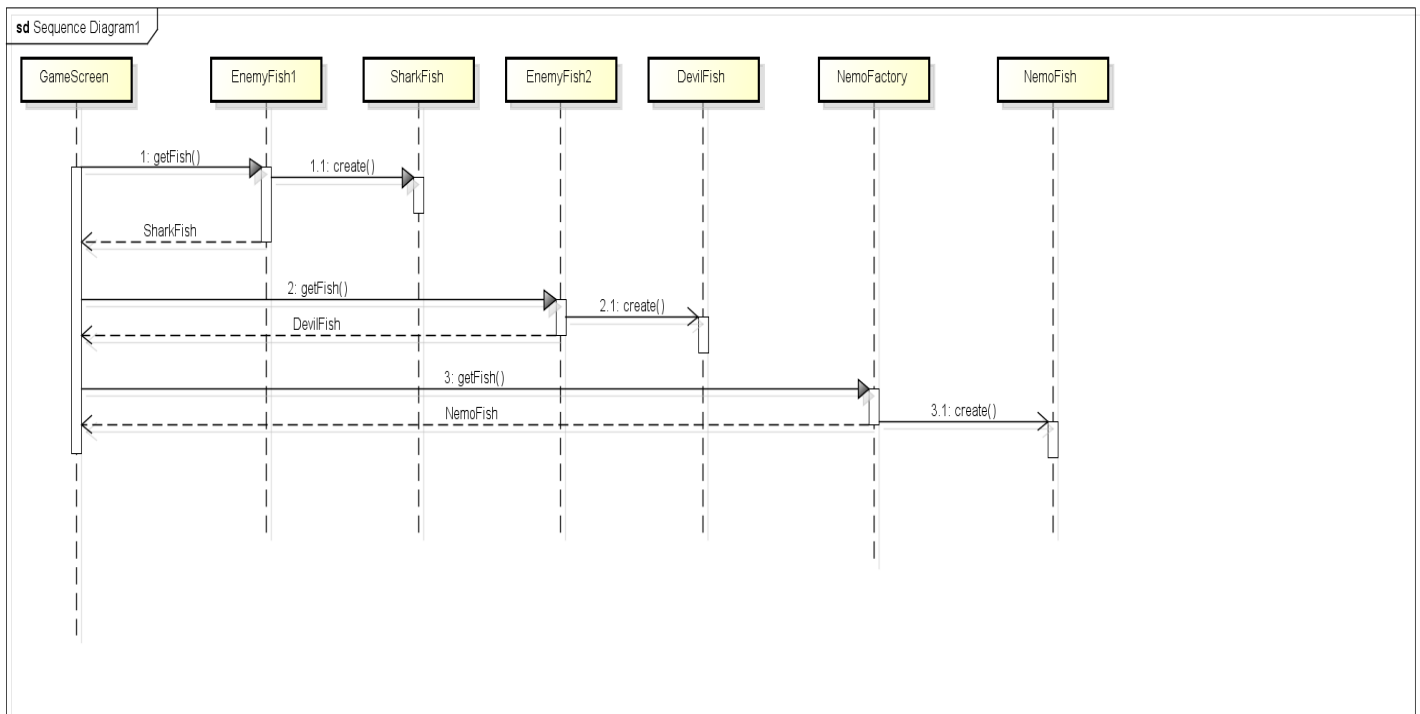 sd Sequence Diagram1
GameScreen
EnemyFish1
SharkFish
EnemyFish2
DevilFish
NemoFactory
NemoFish
1: getFish()
1.1: create()
SharkFish
2: getFish()
2.1: create()
DevilFish
3: getFish()
NemoFish
3.1: create()